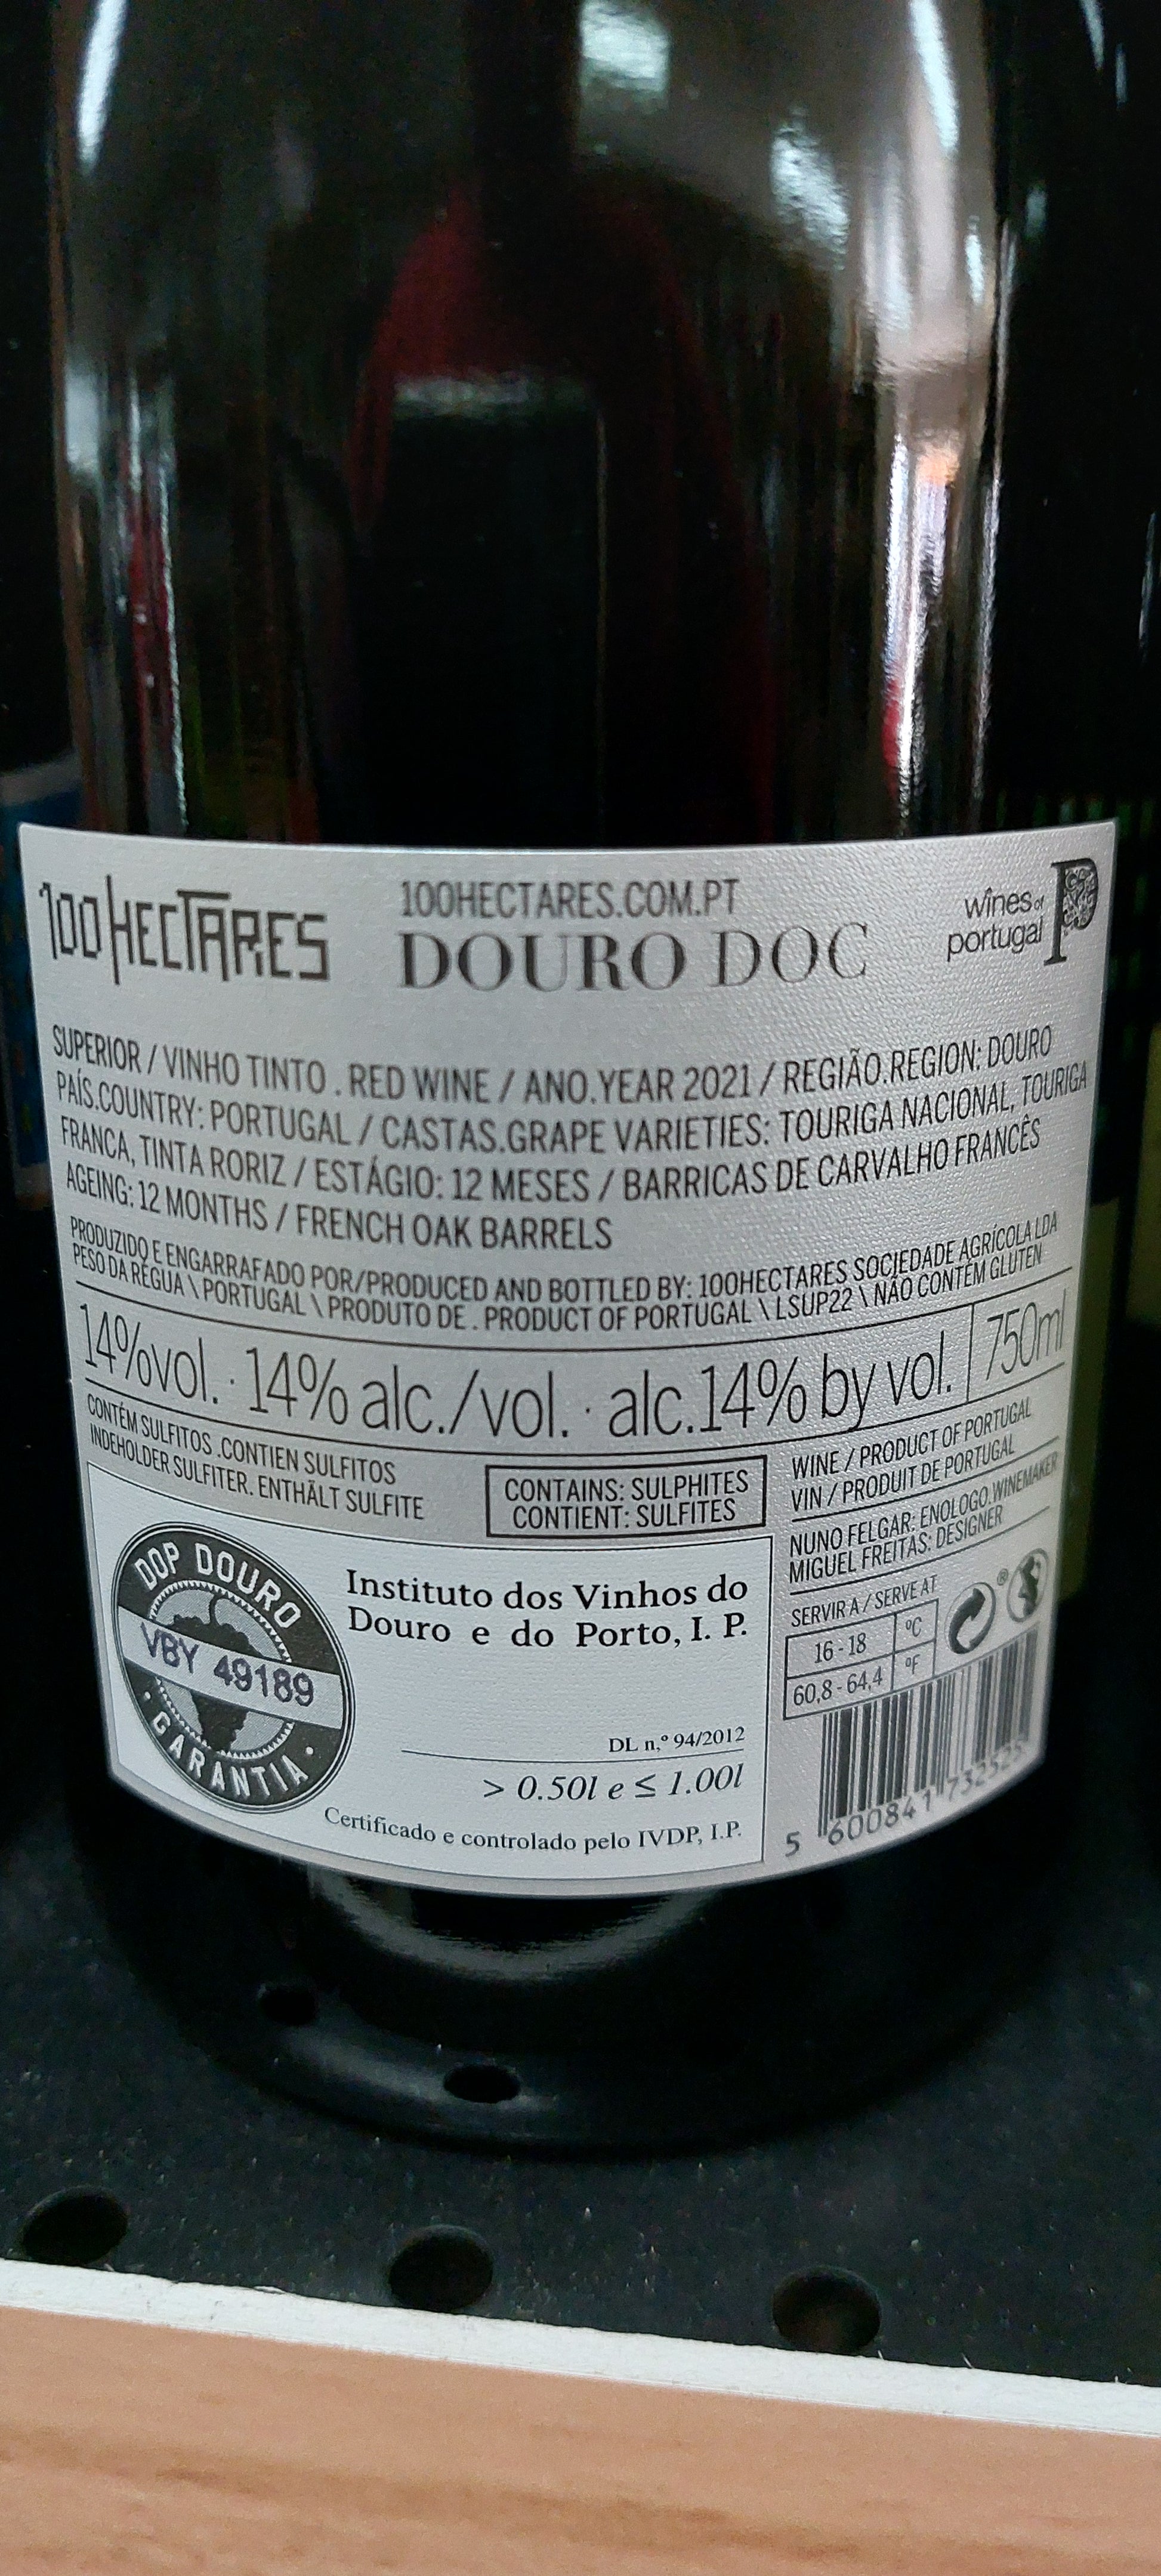 100HECTARES
100HECTARES.COM.PT
DOURO DOC
wines of
portugal
SUPERIOR / VINHO TINTO . RED WINE / ANO.YEAR 2021 / REGIÃO.REGION: DOURO
PAÍS.COUNTRY: PORTUGAL / CASTAS.GRAPE VARIETIES: TOURIGA NACIONAL, TOURIGA
FRANCA, TINTA RORIZ / ESTÁGIO: 12 MESES / BARRICAS DE CARVALHO FRANCÊS
AGEING: 12 MONTHS / FRENCH OAK BARRELS
PRODUZIDO E ENGARRAFADO POR/PRODUCED AND BOTTLED BY: 100HECTARES SOCIEDADE AGRÍCOLA LDA
PESO DA RÉGUA \ PORTUGAL \ PRODUTO DE . PRODUCT OF PORTUGAL \ LSUP22 \ NÃO CONTÉM GLUTEN
14%vol. · 14% alc./vol. · alc.14% by vol.
750ml
CONTÉM SULFITOS .CONTIEN SULFITOS
INDEHOLDER SULFITER. ENTHÄLT SULFITE
CONTAINS: SULPHITES
CONTIENT: SULFITES
WINE / PRODUCT OF PORTUGAL
VIN / PRODUIT DE PORTUGAL
NUNO FELGAR: ENOLOGO.WINEMAKER
MIGUEL FREITAS: DESIGNER
SERVIR A / SERVE AT
16 - 18 ºC
60,8 - 64,4 ºF
®
DOP DOURO
VBY 49189
· GARANTIA ·
Instituto dos Vinhos do
Douro e do Porto, I. P.
DL n,º 94/2012
> 0.50l e ≤ 1.00l
Certificado e controlado pelo IVDP, I.P.
5 600841